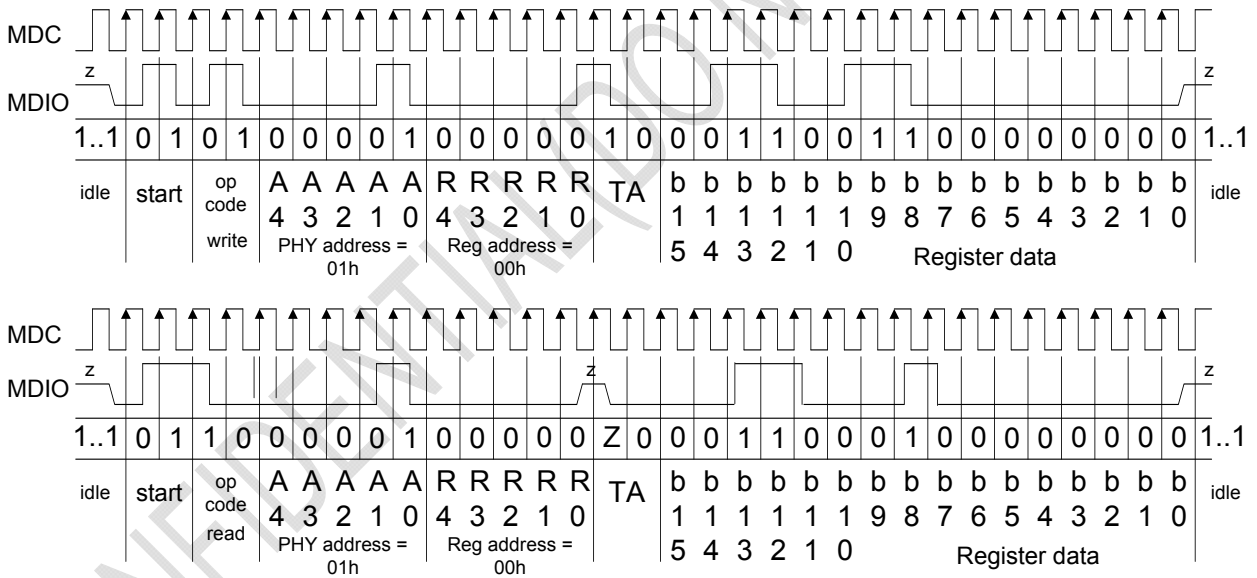 MDC
z z
MDIO
1..1 0 1 0 1 0 0 0 0 1 0 0 0 0 0 1 0 0 0 1 1 0 0 1 1 0 0 0 0 0 0 0 0 1..1
idle start op code write A A A A A R R R R R TA b b b b b b b b b b b b b b b b idle
4 3 2 1 0 4 3 2 1 0 1 1 1 1 1 1 9 8 7 6 5 4 3 2 1 0
PHY address = 01h Reg address = 00h 5 4 3 2 1 0 Register data
MDC
z z z
MDIO
1..1 0 1 1 0 0 0 0 0 1 0 0 0 0 0 Z 0 0 0 1 1 0 0 0 1 0 0 0 0 0 0 0 0 1..1
idle start op code read A A A A A R R R R R TA b b b b b b b b b b b b b b b b idle
4 3 2 1 0 4 3 2 1 0 1 1 1 1 1 1 9 8 7 6 5 4 3 2 1 0
PHY address = 01h Reg address = 00h 5 4 3 2 1 0 Register data